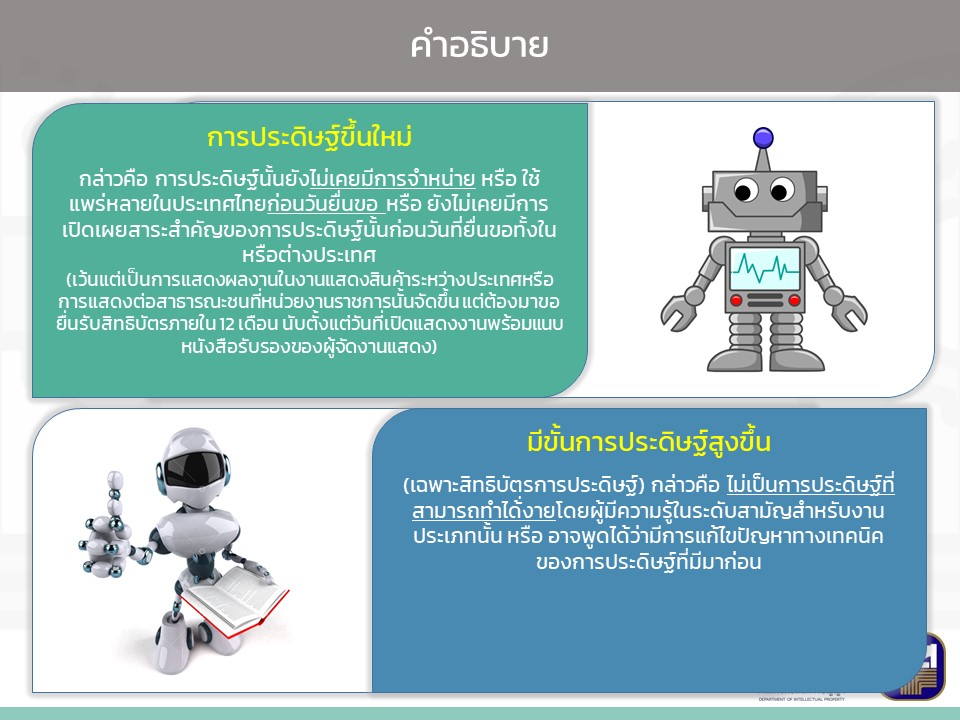 คำอธิบาย
การประดิษฐ์ขึ้นใหม่
กล่าวคือ การประดิษฐ์นั้นยังไม่เคยมีการจำหน่าย หรือ ใช้
แพร่หลายในประเทศไทยก่อนวันยื่นขอ หรือ ยังไม่เคยมีการ
เปิดเผยสาระสำคัญของการประดิษฐ์นั้นก่อนวันที่ยื่นขอทั้งใน
หรือต่างประเทศ
(เว้นแต่เป็นการแสดงผลงานในงานแสดงสินค้าระหว่างประเทศหรือ
การแสดงต่อสาธารณะชนที่หน่วยงานราชการนั้นจัดขึ้น แต่ต้องมาขอ
ยื่นรับสิทธิบัตรภายใน 12 เดือน นับตั้งแต่วันที่เปิดแสดงงานพร้อมแนบ
หนังสือรับรองของผู้จัดงานแสดง)
มีขั้นการประดิษฐ์สูงขึ้น
(เฉพาะสิทธิบัตรการประดิษฐ์) กล่าวคือ ไม่เป็นการประดิษฐ์ที่
สามารถทำได้่งายโดยผู้มีความรู้ในระดับสามัญสำหรับงาน
ประเภทนั้น หรือ อาจพูดได้ว่ามีการแก้ไขปัญหาทางเทคนิค
ของการประดิษฐ์ที่มีมาก่อน
DEPARTMENT OF INTELLECTUAL PROPERTY